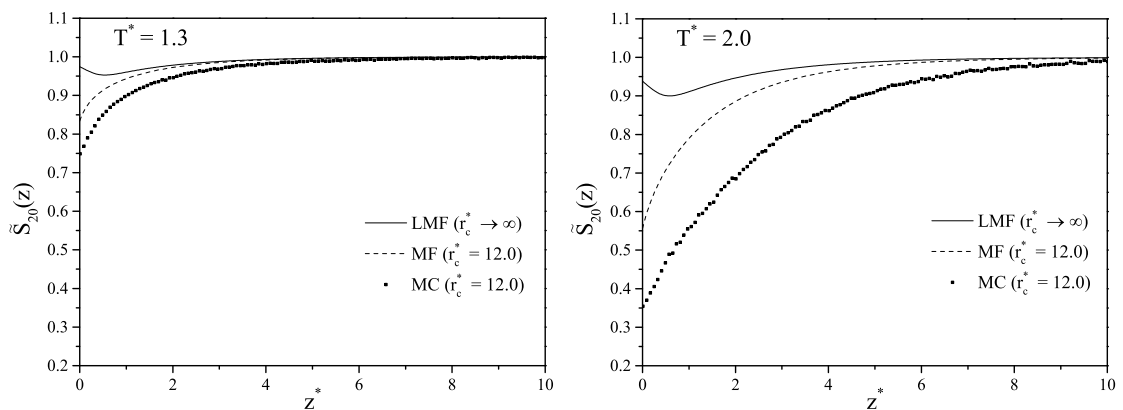 T* = 1.3
1.1
1.0
0.9
0.8
0.7
0.6
0.5
0.4
0.3
0.2
S̃₂₀(z)
LMF (r*c → ∞)
MF (r*c = 12.0)
MC (r*c = 12.0)
0 2 4 6 8 10
z*
T* = 2.0
1.1
1.0
0.9
0.8
0.7
0.6
0.5
0.4
0.3
0.2
S̃₂₀(z)
LMF (r*c → ∞)
MF (r*c = 12.0)
MC (r*c = 12.0)
0 2 4 6 8 10
z*